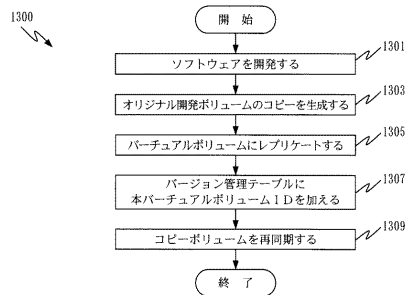 1300
開 始
ソフトウェアを開発する
1301
オリジナル開発ボリュームのコピーを生成する
1303
バーチュアルボリュームにレプリケートする
1305
バージョン管理テーブルに
本バーチュアルボリュームIDを加える
1307
コピーボリュームを再同期する
1309
終 了